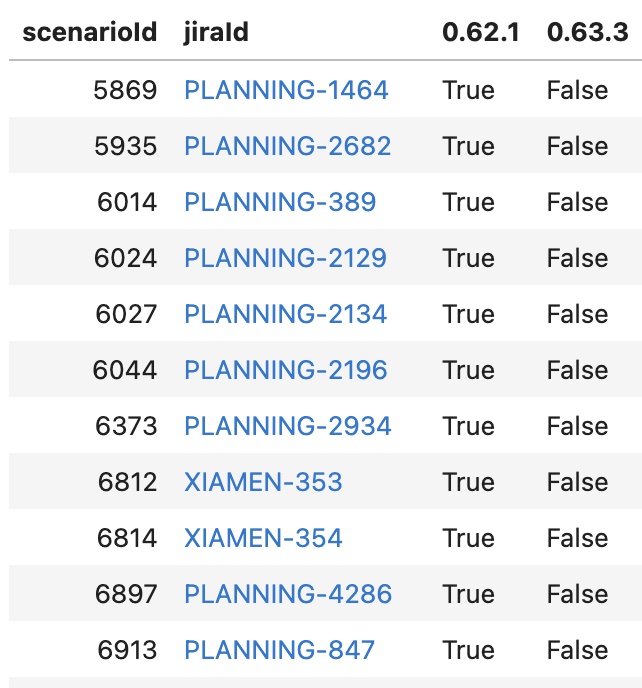 scenarioId jiraId 0.62.1 0.63.3
5869 PLANNING-1464 True False
5935 PLANNING-2682 True False
6014 PLANNING-389 True False
6024 PLANNING-2129 True False
6027 PLANNING-2134 True False
6044 PLANNING-2196 True False
6373 PLANNING-2934 True False
6812 XIAMEN-353 True False
6814 XIAMEN-354 True False
6897 PLANNING-4286 True False
6913 PLANNING-847 True False